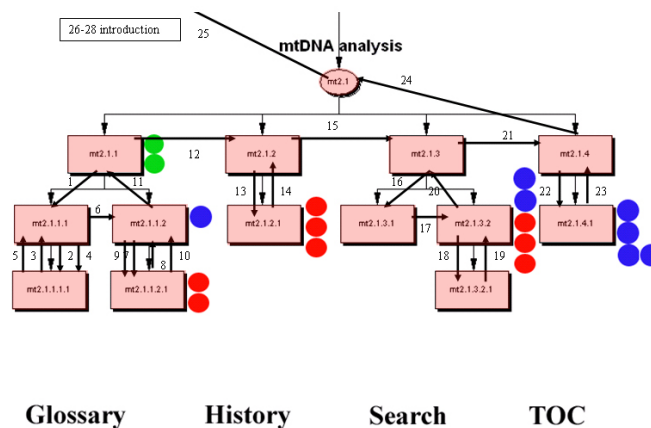 26-28 introduction
25
mtDNA analysis
24
mt2.1
15
12
21
mt2.1.1
mt2.1.2
mt2.1.3
mt2.1.4
1
11
13
14
16
20
22
23
mt2.1.1.1
6
mt2.1.1.2
mt2.1.2.1
mt2.1.3.1
17
mt2.1.3.2
mt2.1.4.1
5
3
2
4
9
7
8
10
18
19
mt2.1.1.1.1
mt2.1.1.2.1
mt2.1.3.2.1
Glossary History Search TOC